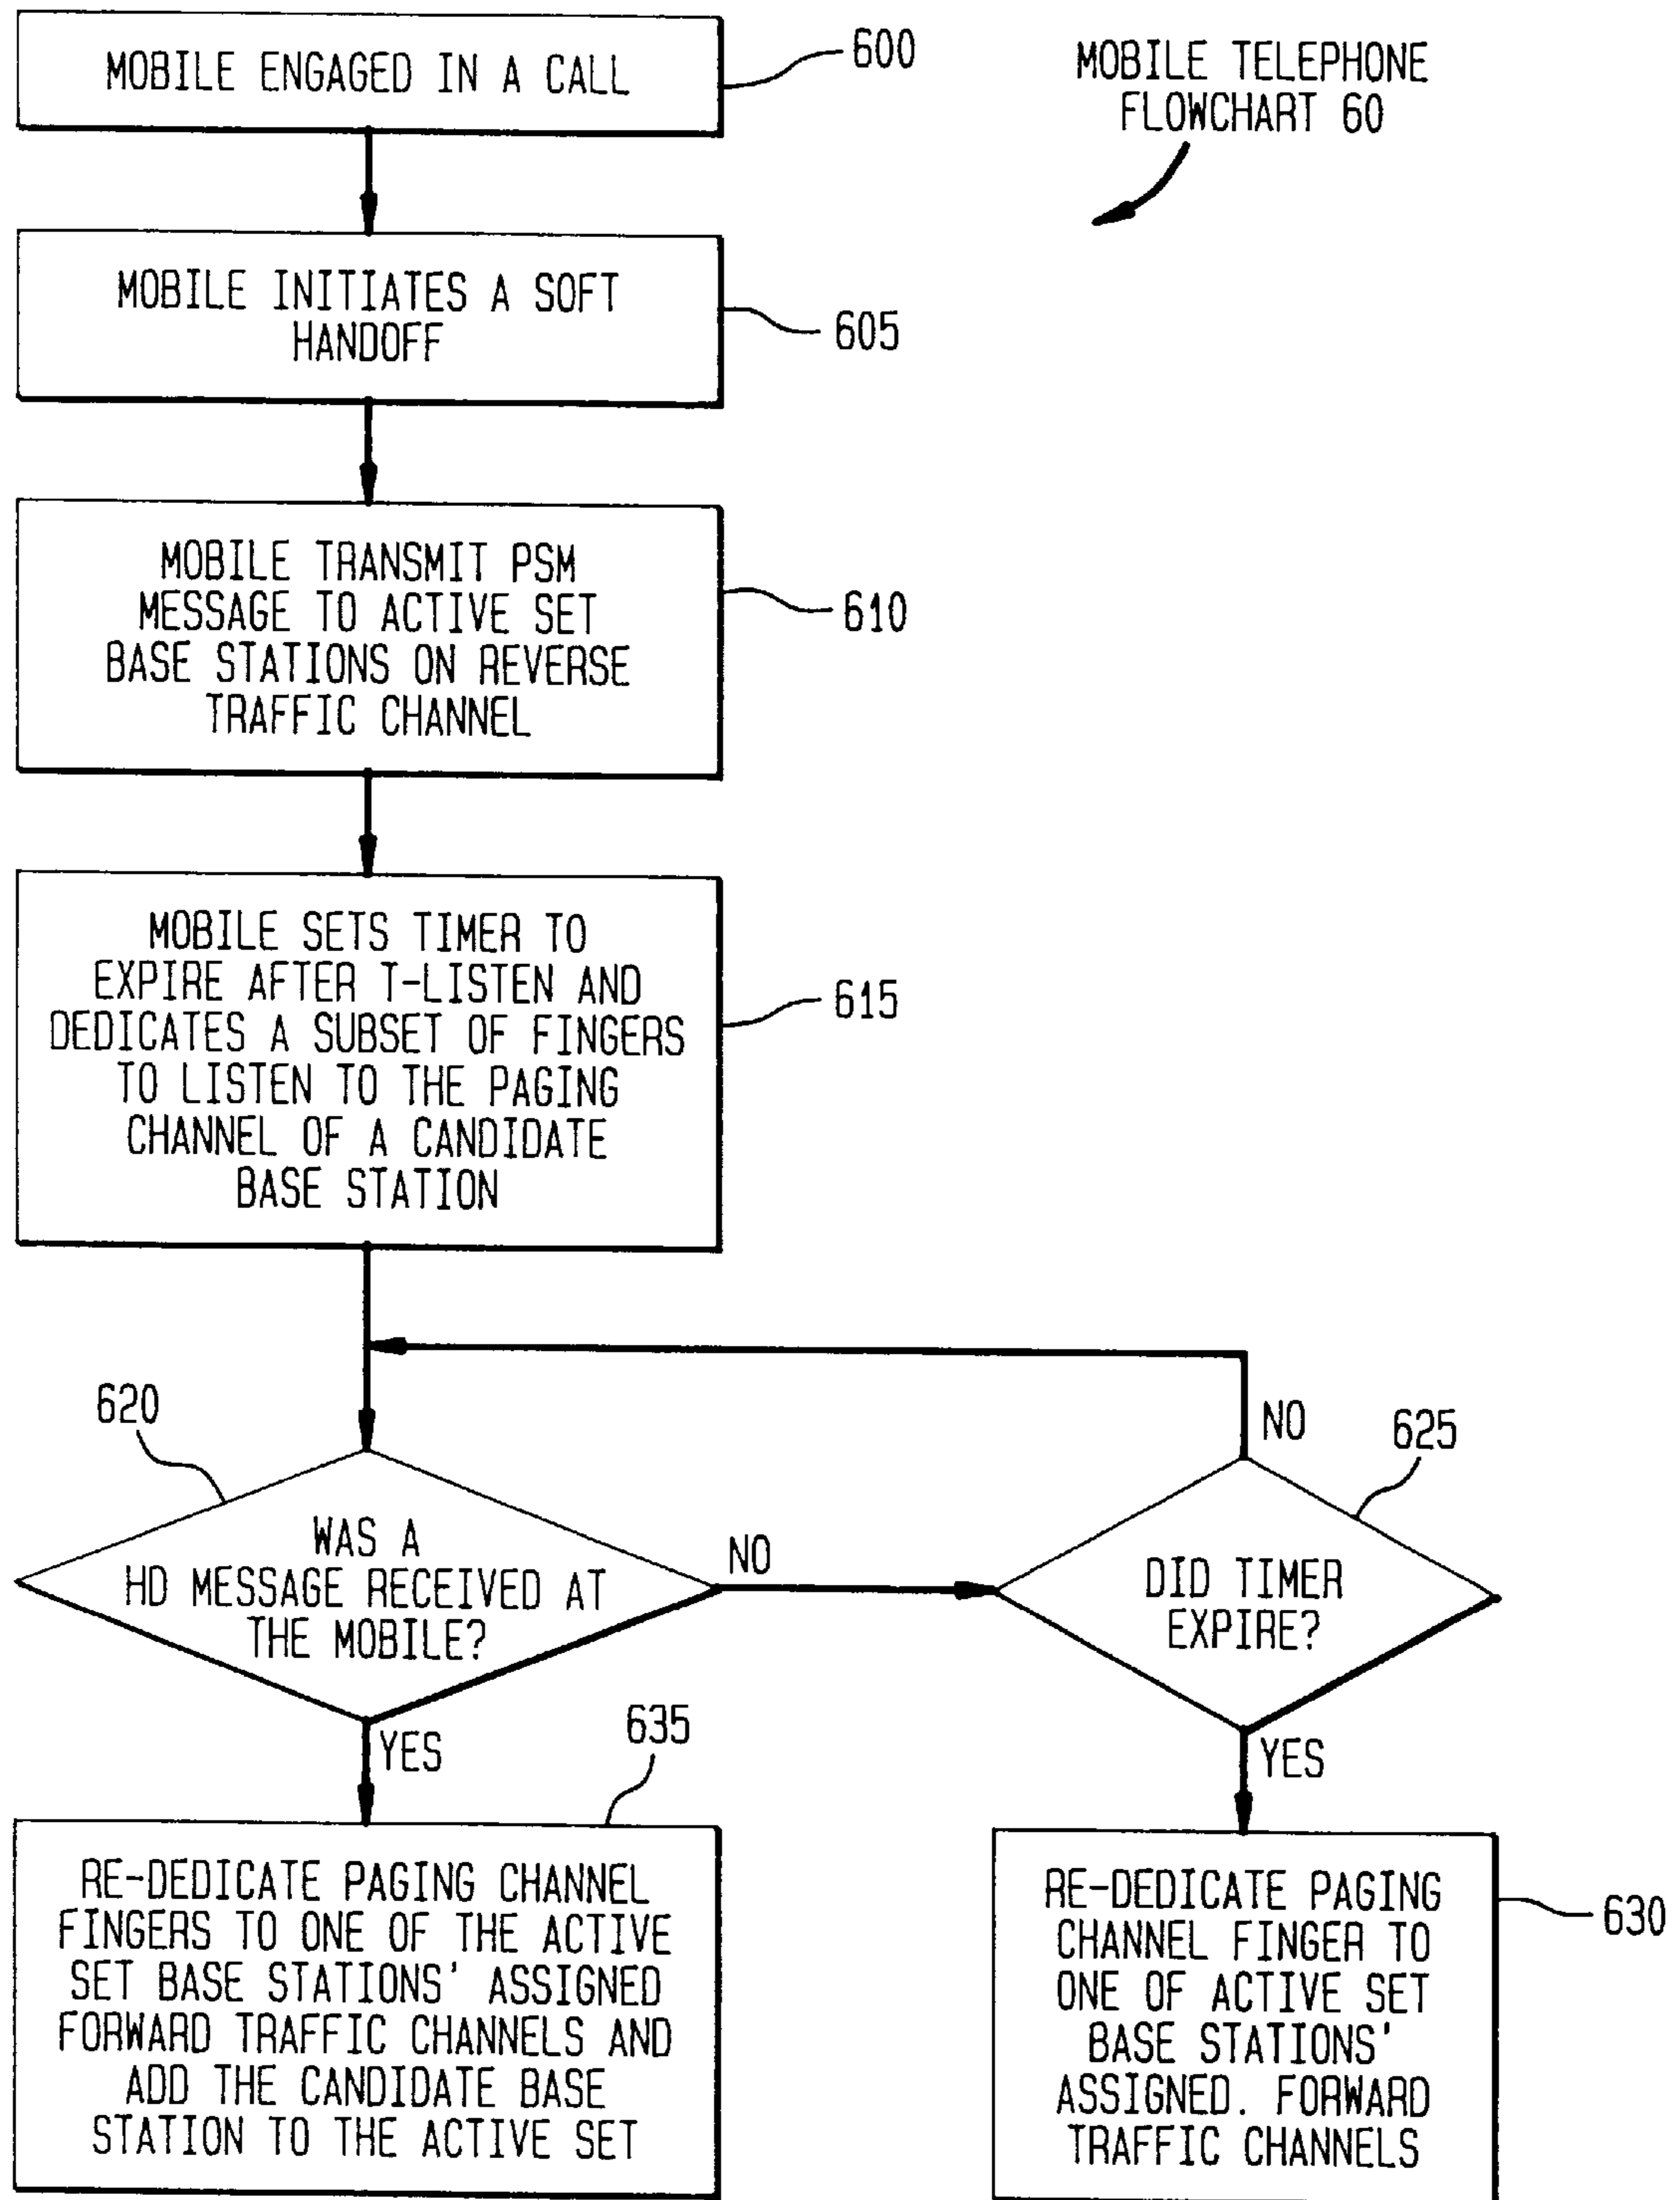 MOBILE ENGAGED IN A CALL
600
MOBILE TELEPHONE
FLOWCHART 60
MOBILE INITIATES A SOFT
HANDOFF
605
MOBILE TRANSMIT PSM
MESSAGE TO ACTIVE SET
BASE STATIONS ON REVERSE
TRAFFIC CHANNEL
610
MOBILE SETS TIMER TO
EXPIRE AFTER T-LISTEN AND
DEDICATES A SUBSET OF FINGERS
TO LISTEN TO THE PAGING
CHANNEL OF A CANDIDATE
BASE STATION
615
620
WAS A
HD MESSAGE RECEIVED AT
THE MOBILE?
NO
YES
NO
625
DID TIMER
EXPIRE?
YES
635
RE-DEDICATE PAGING CHANNEL
FINGERS TO ONE OF THE ACTIVE
SET BASE STATIONS' ASSIGNED
FORWARD TRAFFIC CHANNELS AND
ADD THE CANDIDATE BASE
STATION TO THE ACTIVE SET
RE-DEDICATE PAGING
CHANNEL FINGER TO
ONE OF ACTIVE SET
BASE STATIONS'
ASSIGNED. FORWARD
TRAFFIC CHANNELS
630